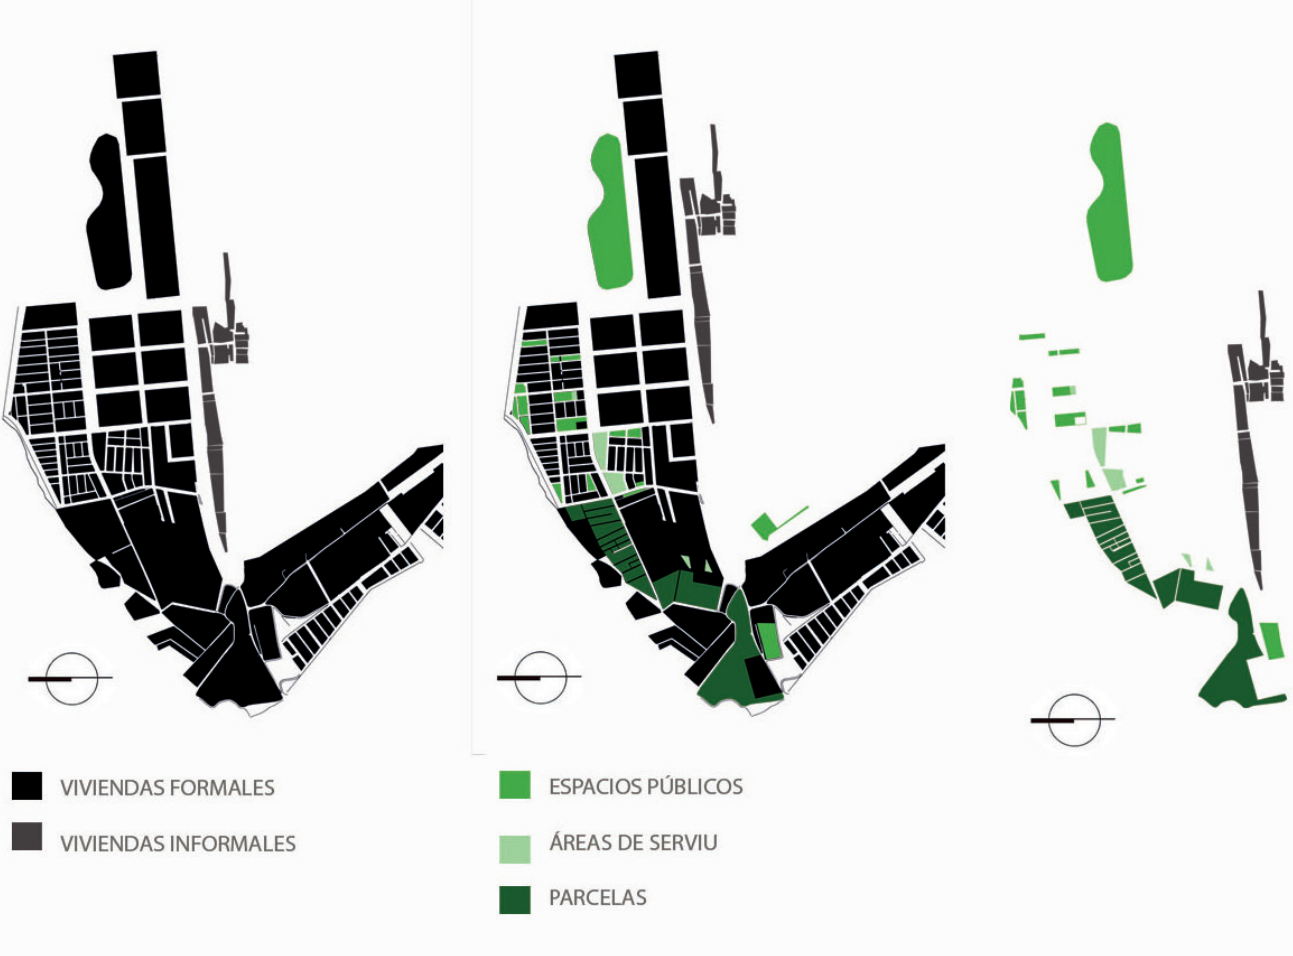 VIVIENDAS FORMALES
VIVIENDAS INFORMALES
ESPACIOS PÚBLICOS
ÁREAS DE SERVIU
PARCELAS